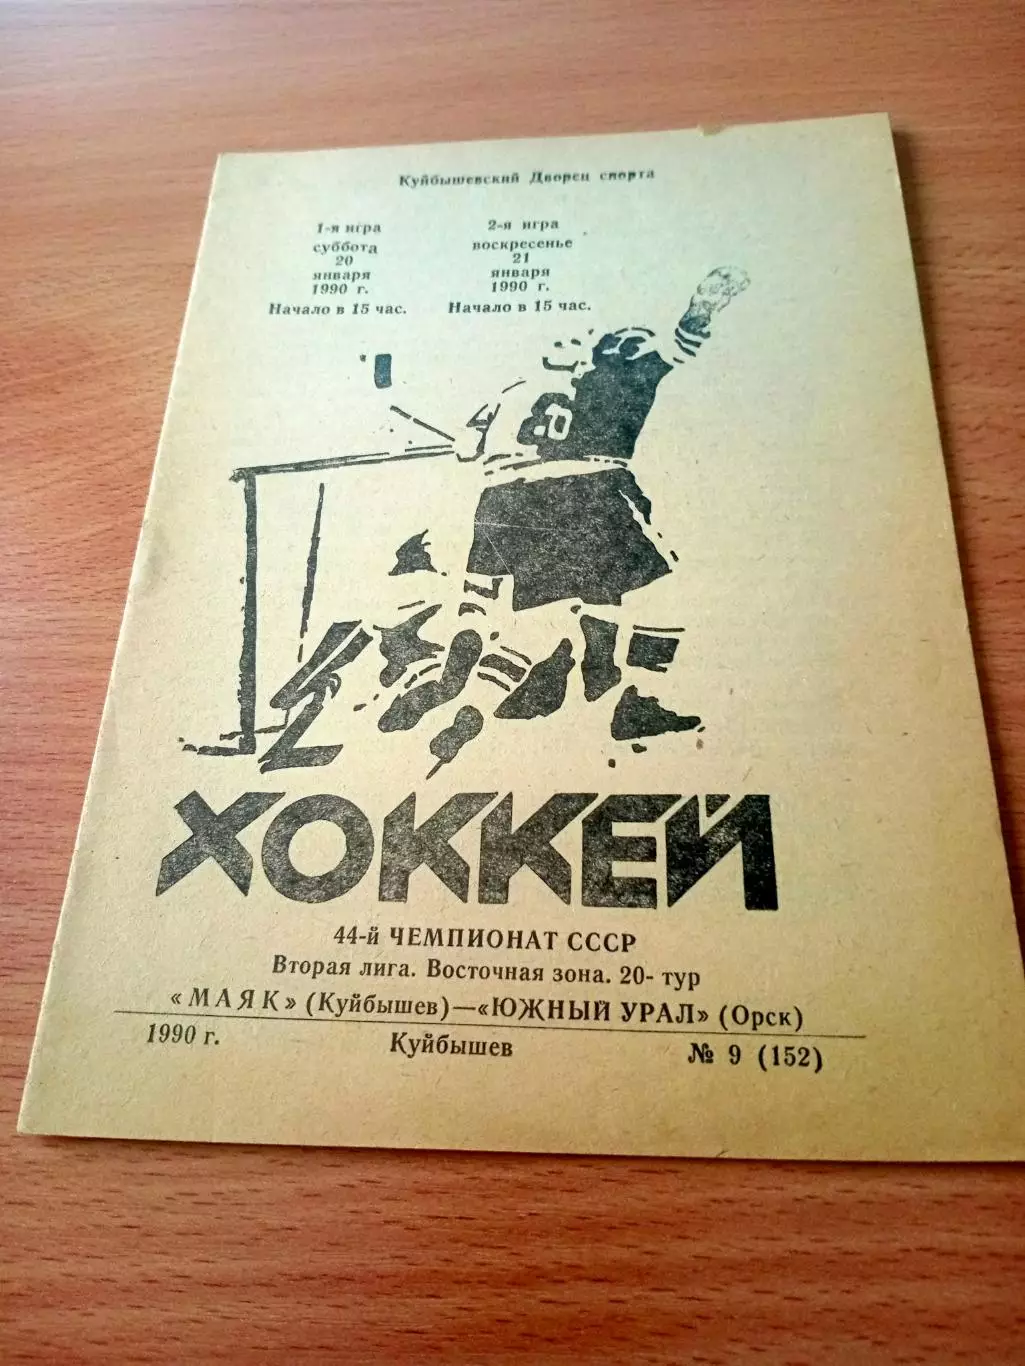 Куйбышевский Дворец спорта
1-я игра
суббота
20
января
1990 г.
Начало в 15 час.
2-я игра
воскресенье
21
января
1990 г.
Начало в 15 час.
ХОККЕЙ
44-й ЧЕМПИОНАТ СССР
Вторая лига. Восточная зона. 20- тур
«МАЯК» (Куйбышев)—«ЮЖНЫЙ УРАЛ» (Орск)
1990 г. Куйбышев № 9 (152)